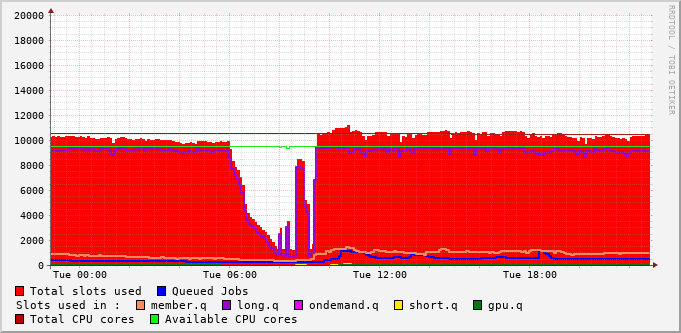 20000
18000
16000
14000
12000
10000
8000
6000
4000
2000
0
Tue 00:00 Tue 06:00 Tue 12:00 Tue 18:00
Total slots used Queued Jobs
Slots used in : member.q long.q ondemand.q short.q gpu.q
Total CPU cores Available CPU cores
RRDTOOL / TOBI OETIKER